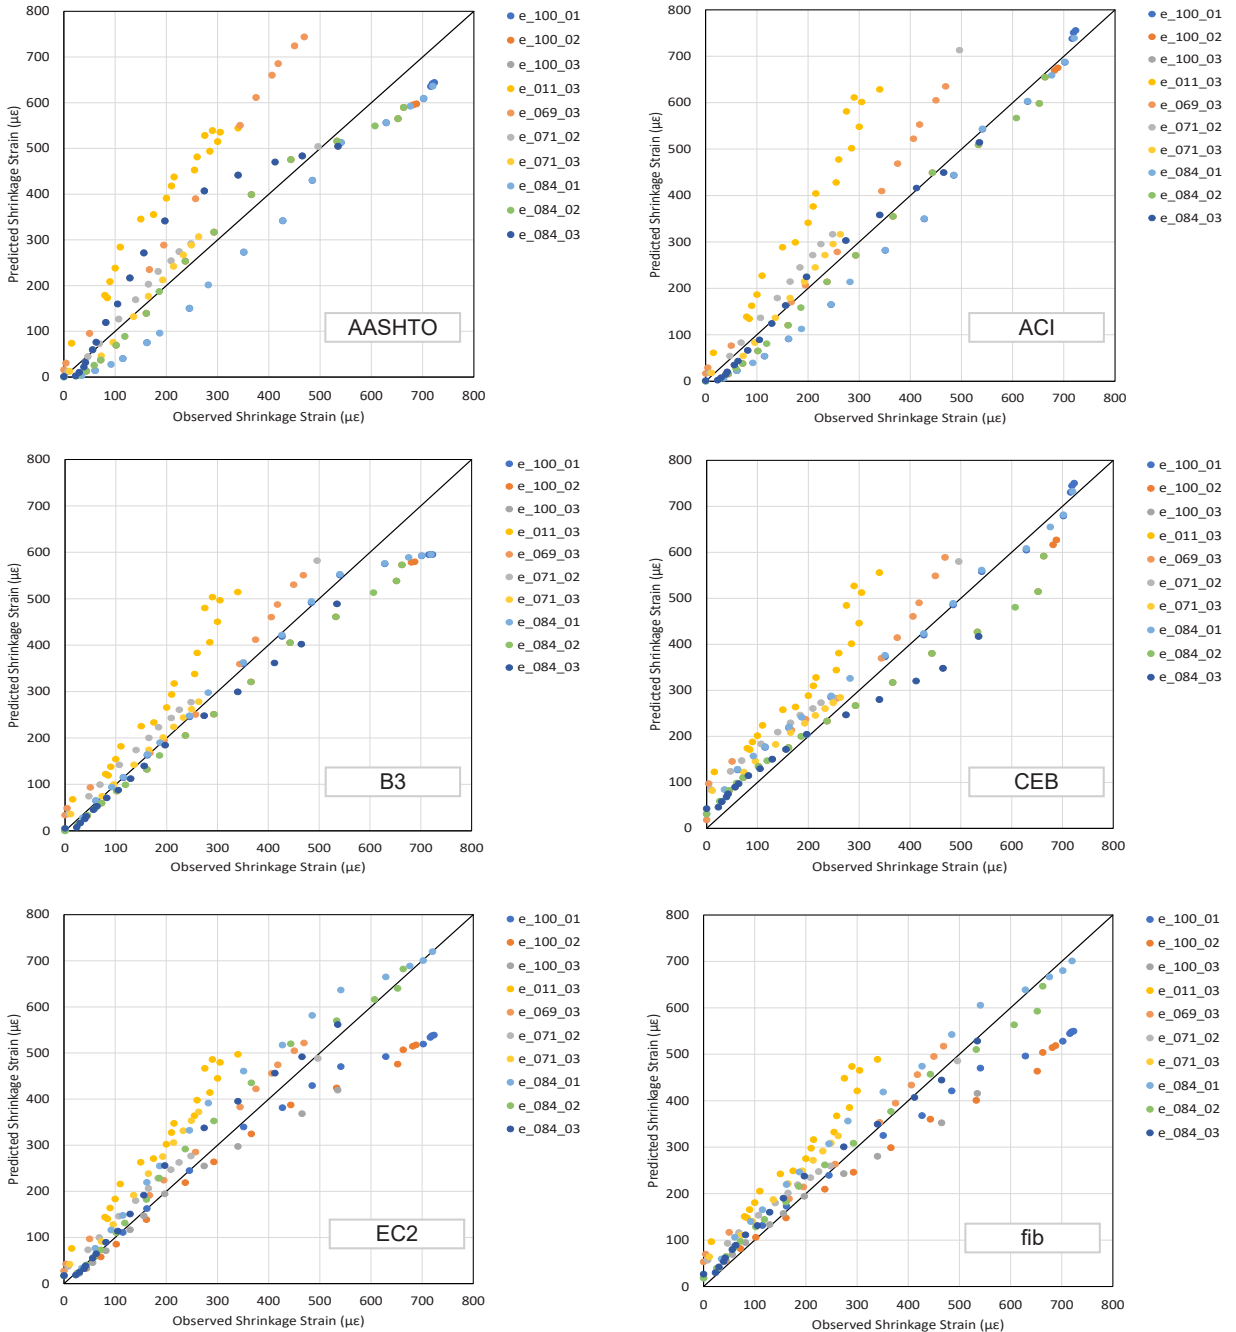 800
700
600
500
400
300
200
100
0
Predicted Shrinkage Strain (µε)
AASHTO
0 100 200 300 400 500 600 700 800
Observed Shrinkage Strain (µε)
e_100_01
e_100_02
e_100_03
e_011_03
e_069_03
e_071_02
e_071_03
e_084_01
e_084_02
e_084_03
800
700
600
500
400
300
200
100
0
Predicted Shrinkage Strain (µε)
ACI
0 100 200 300 400 500 600 700 800
Observed Shrinkage Strain (µε)
e_100_01
e_100_02
e_100_03
e_011_03
e_069_03
e_071_02
e_071_03
e_084_01
e_084_02
e_084_03
800
700
600
500
400
300
200
100
0
Predicted Shrinkage Strain (µε)
B3
0 100 200 300 400 500 600 700 800
Observed Shrinkage Strain (µε)
e_100_01
e_100_02
e_100_03
e_011_03
e_069_03
e_071_02
e_071_03
e_084_01
e_084_02
e_084_03
800
700
600
500
400
300
200
100
0
Predicted Shrinkage Strain (µε)
CEB
0 100 200 300 400 500 600 700 800
Observed Shrinkage Strain (µε)
e_100_01
e_100_02
e_100_03
e_011_03
e_069_03
e_071_02
e_071_03
e_084_01
e_084_02
e_084_03
800
700
600
500
400
300
200
100
0
Predicted Shrinkage Strain (µε)
EC2
0 100 200 300 400 500 600 700 800
Observed Shrinkage Strain (µε)
e_100_01
e_100_02
e_100_03
e_011_03
e_069_03
e_071_02
e_071_03
e_084_01
e_084_02
e_084_03
800
700
600
500
400
300
200
100
0
Predicted Shrinkage Strain (µε)
fib
0 100 200 300 400 500 600 700 800
Observed Shrinkage Strain (µε)
e_100_01
e_100_02
e_100_03
e_011_03
e_069_03
e_071_02
e_071_03
e_084_01
e_084_02
e_084_03